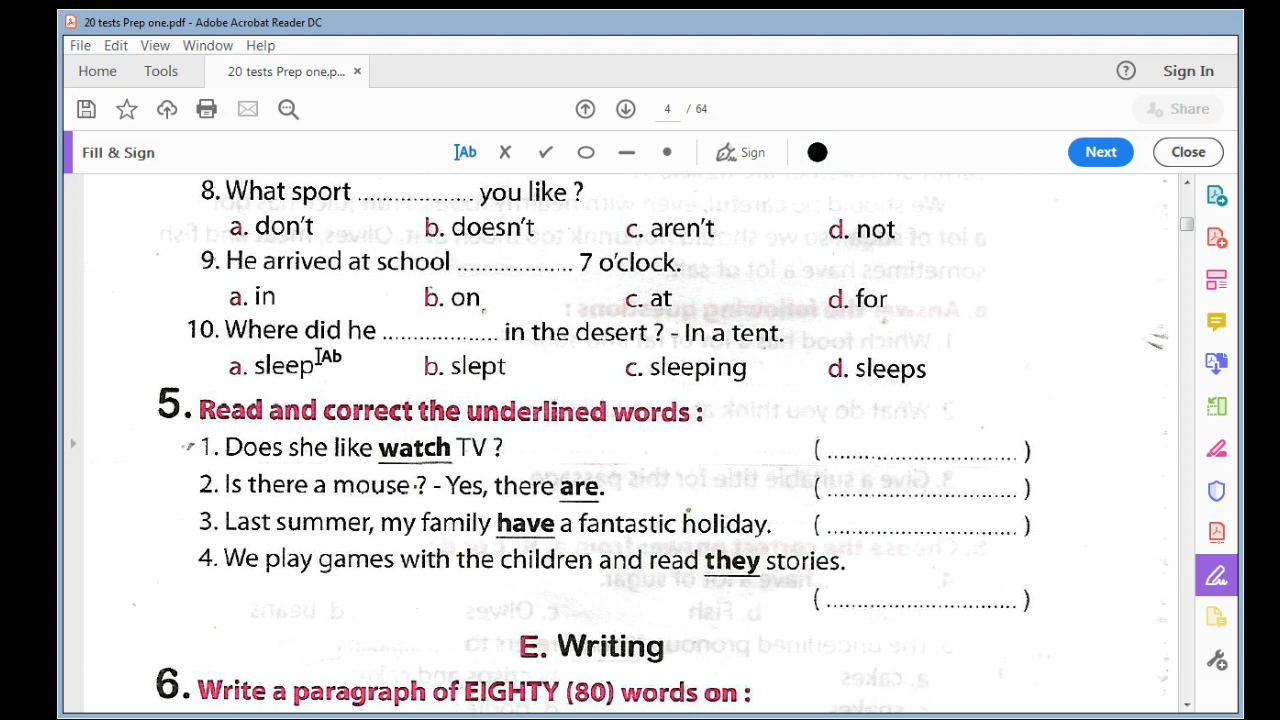 20 tests Prep one.pdf - Adobe Acrobat Reader DC
File Edit View Window Help
Home Tools 20 tests Prep one.p... × Sign In
4 / 64 Share
Fill & Sign Ab Sign Next Close
8. What sport .................... you like ?
a. don't b. doesn't c. aren't d. not
9. He arrived at school .................... 7 o'clock.
a. in b. on c. at d. for
10. Where did he .................... in the desert ? - In a tent.
a. sleep Ab b. slept c. sleeping d. sleeps
5. Read and correct the underlined words :
1. Does she like watch TV ? (................................)
2. Is there a mouse ? - Yes, there are. (................................)
3. Last summer, my family have a fantastic holiday. (................................)
4. We play games with the children and read they stories.
(................................)
E. Writing
6. Write a paragraph of EIGHTY (80) words on :